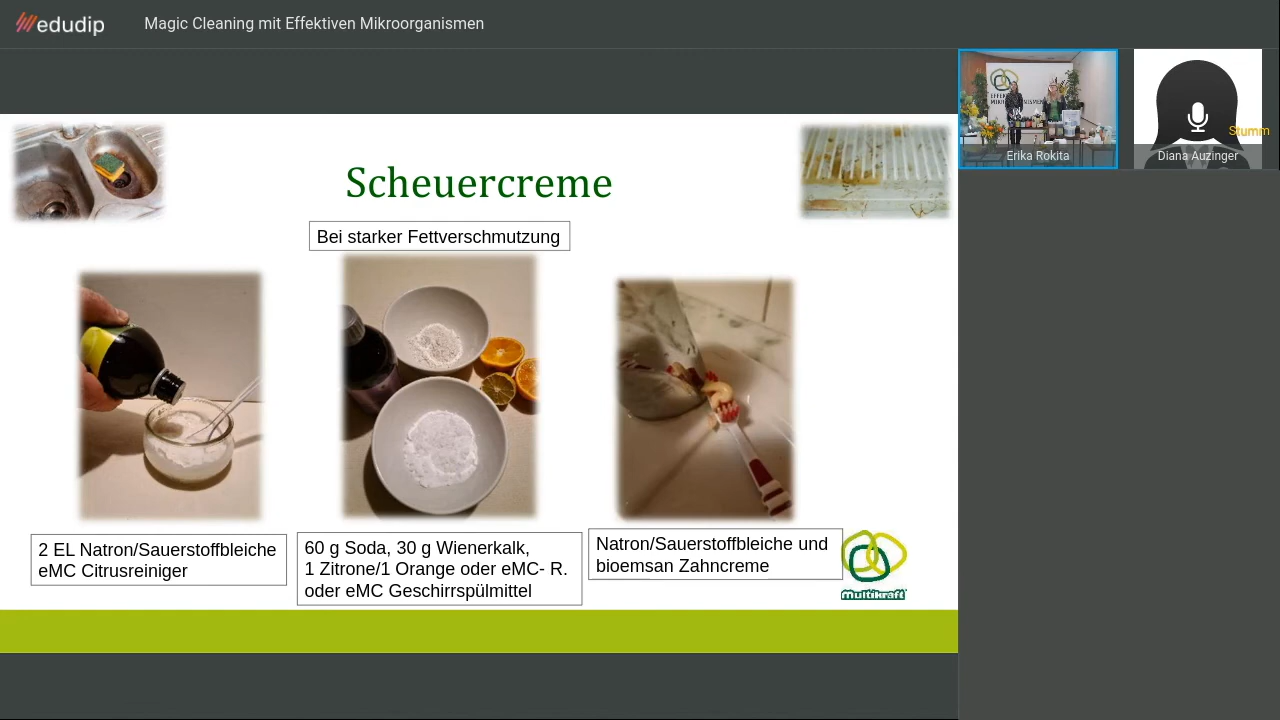 edudip
Magic Cleaning mit Effektiven Mikroorganismen
Erika Rokita
Stumm
Diana Auzinger
Scheuercreme
Bei starker Fettverschmutzung
2 EL Natron/Sauerstoffbleiche
eMC Citrusreiniger
60 g Soda, 30 g Wienerkalk,
1 Zitrone/1 Orange oder eMC- R.
oder eMC Geschirrspülmittel
Natron/Sauerstoffbleiche und
bioemsan Zahncreme
multikraft